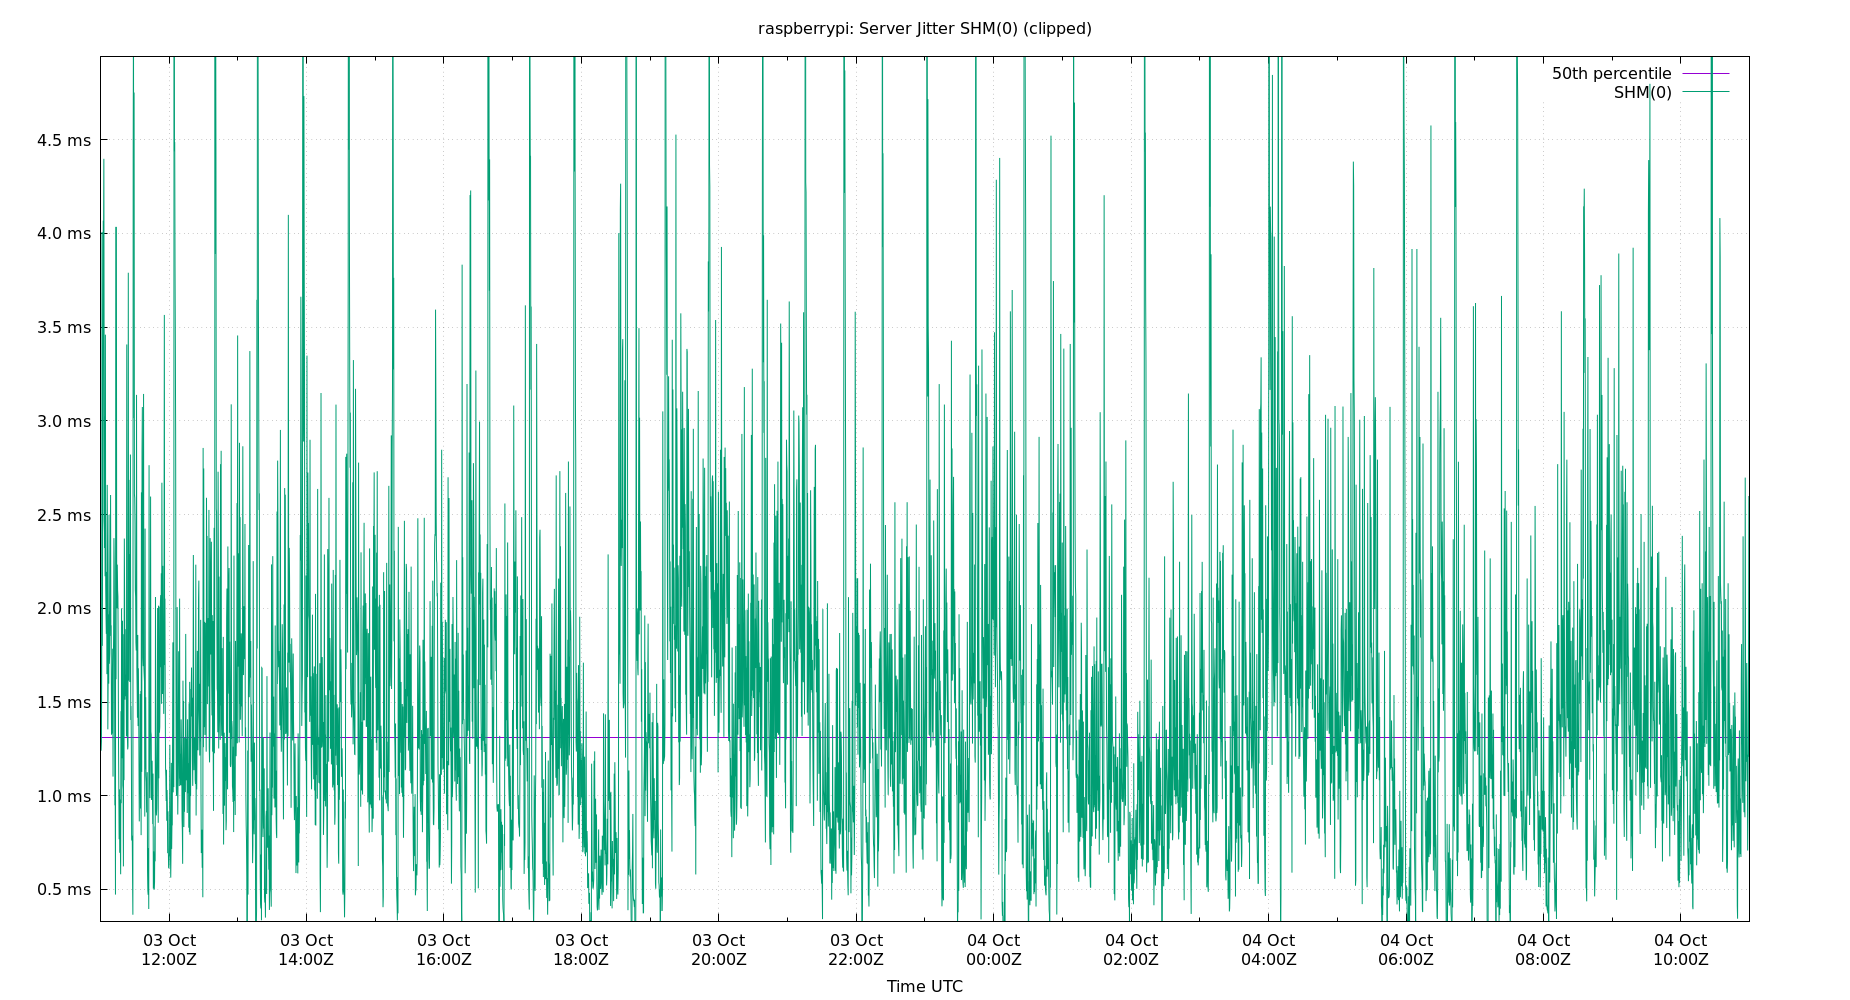 raspberrypi: Server Jitter SHM(0) (clipped)
50th percentile
SHM(0)
4.5 ms
4.0 ms
3.5 ms
3.0 ms
2.5 ms
2.0 ms
1.5 ms
1.0 ms
0.5 ms
03 Oct 03 Oct 03 Oct 03 Oct 03 Oct 03 Oct 04 Oct 04 Oct 04 Oct 04 Oct 04 Oct 04 Oct
12:00Z 14:00Z 16:00Z 18:00Z 20:00Z 22:00Z 00:00Z 02:00Z 04:00Z 06:00Z 08:00Z 10:00Z
Time UTC